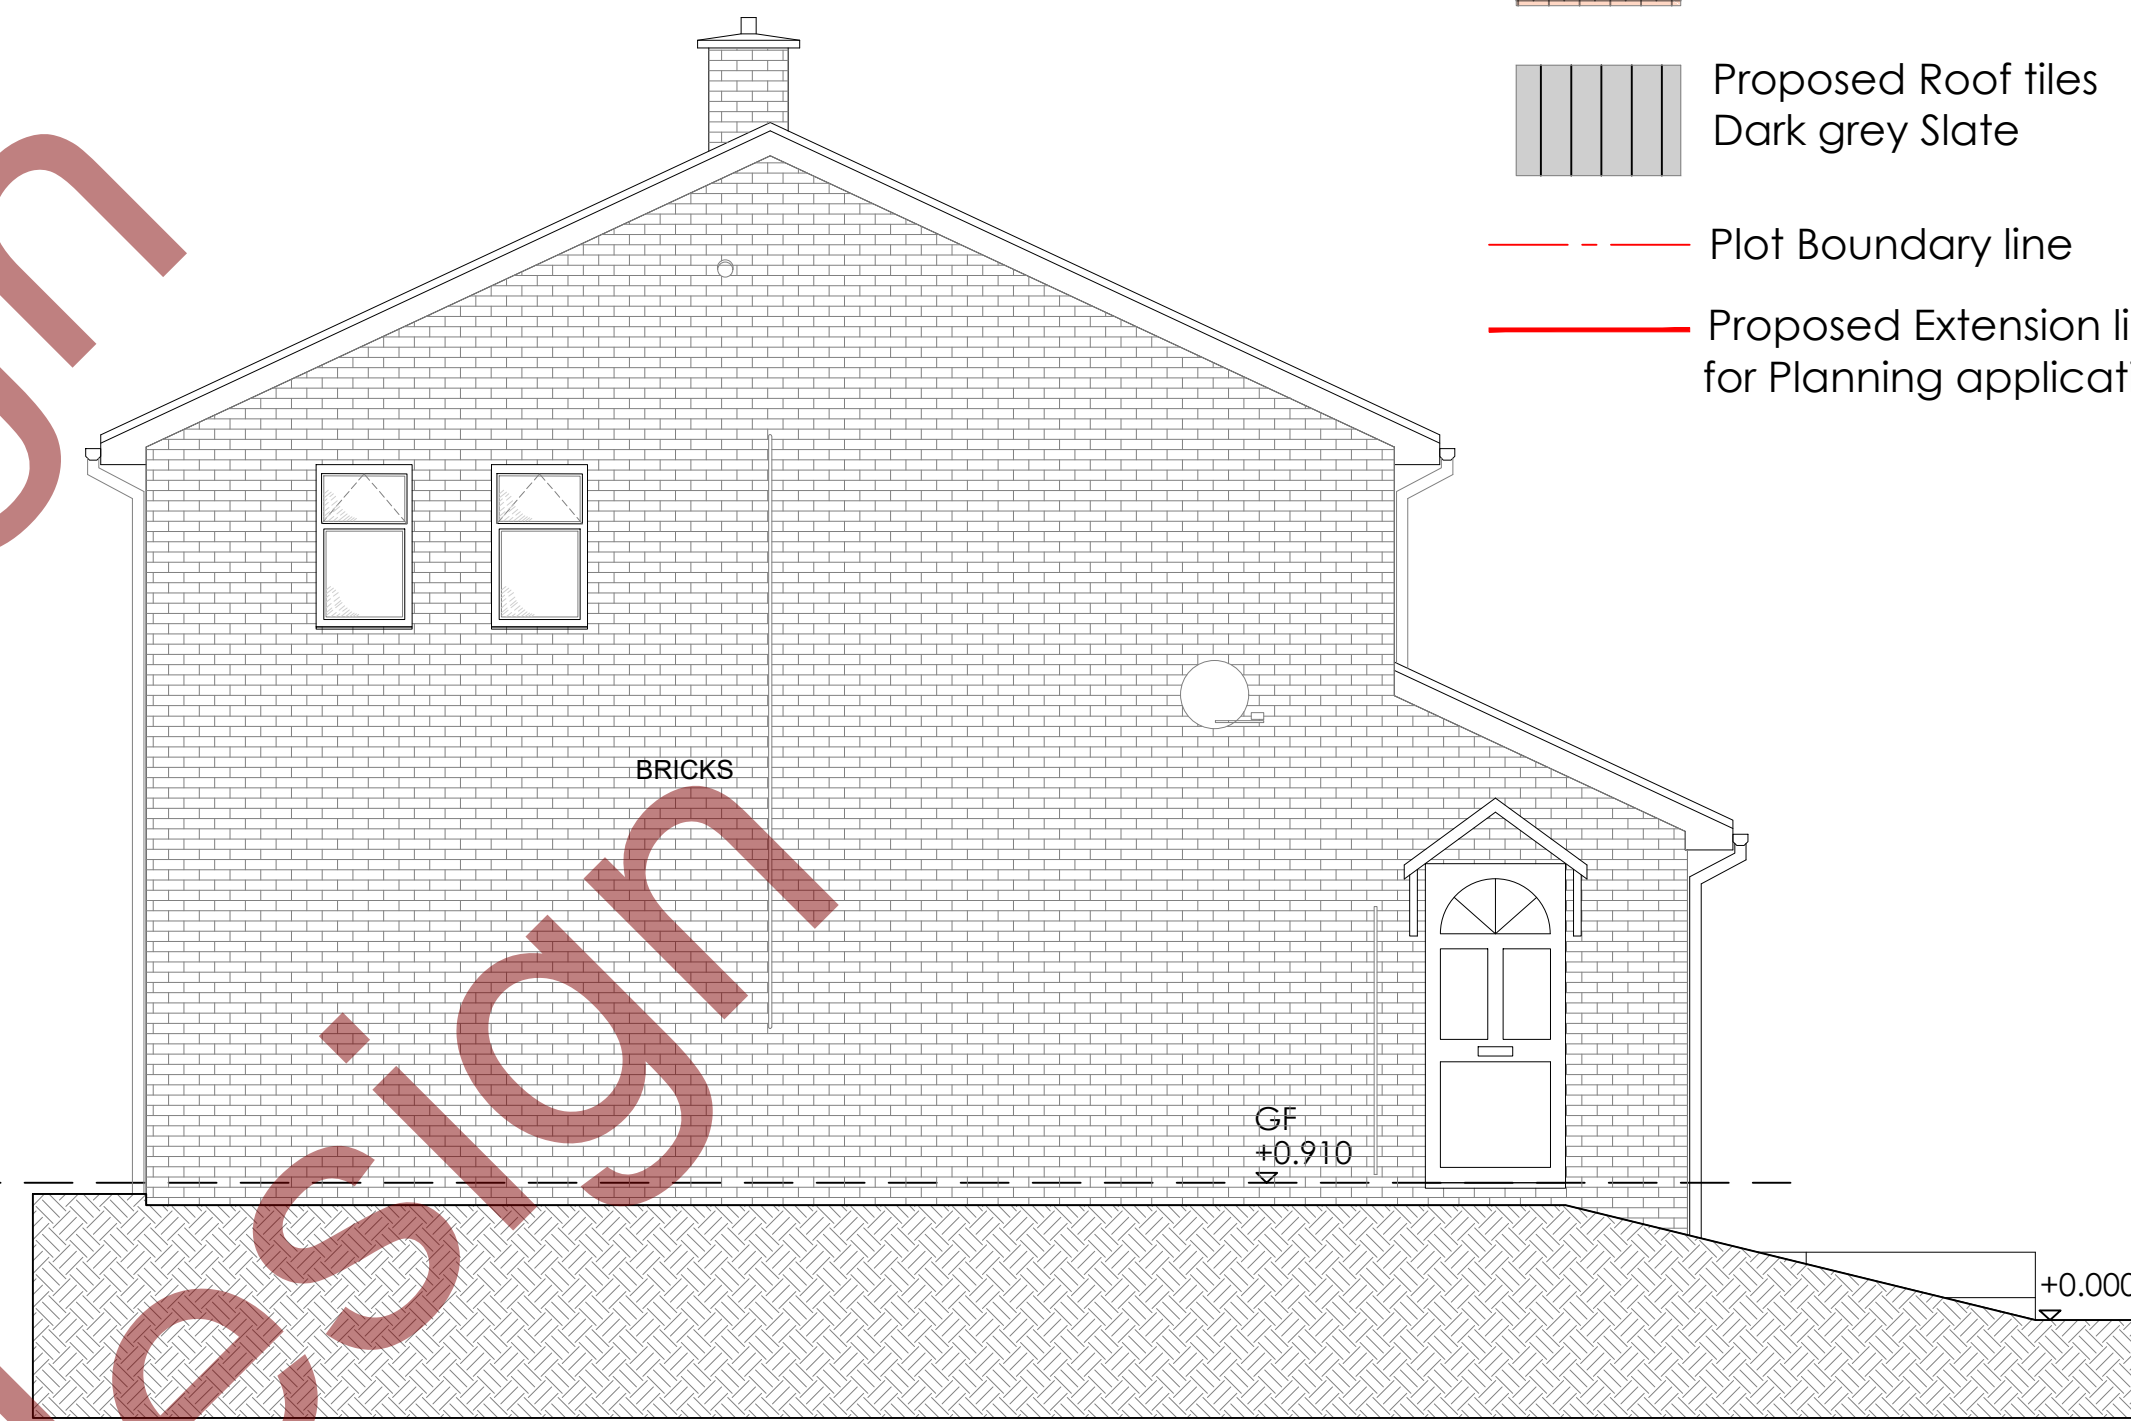 Proposed Roof tiles
Dark grey Slate
Plot Boundary line
Proposed Extension li
for Planning applicati
BRICKS
GF
+0.910
+0.000
esign